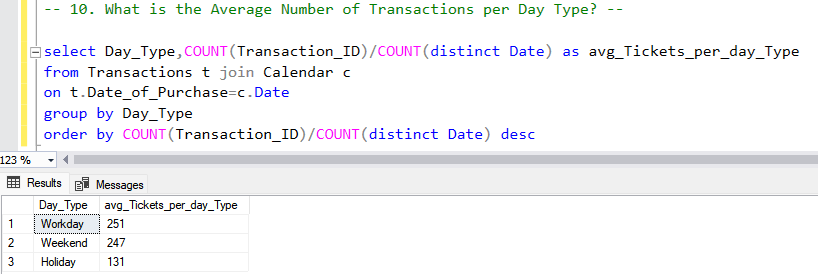 -- 10. What is the Average Number of Transactions per Day Type? --
select Day_Type,COUNT(Transaction_ID)/COUNT(distinct Date) as avg_Tickets_per_day_Type
from Transactions t join Calendar c
on t.Date_of_Purchase=c.Date
group by Day_Type
order by COUNT(Transaction_ID)/COUNT(distinct Date) desc
123 %
Results Messages
Day_Type avg_Tickets_per_day_Type
1 Workday 251
2 Weekend 247
3 Holiday 131